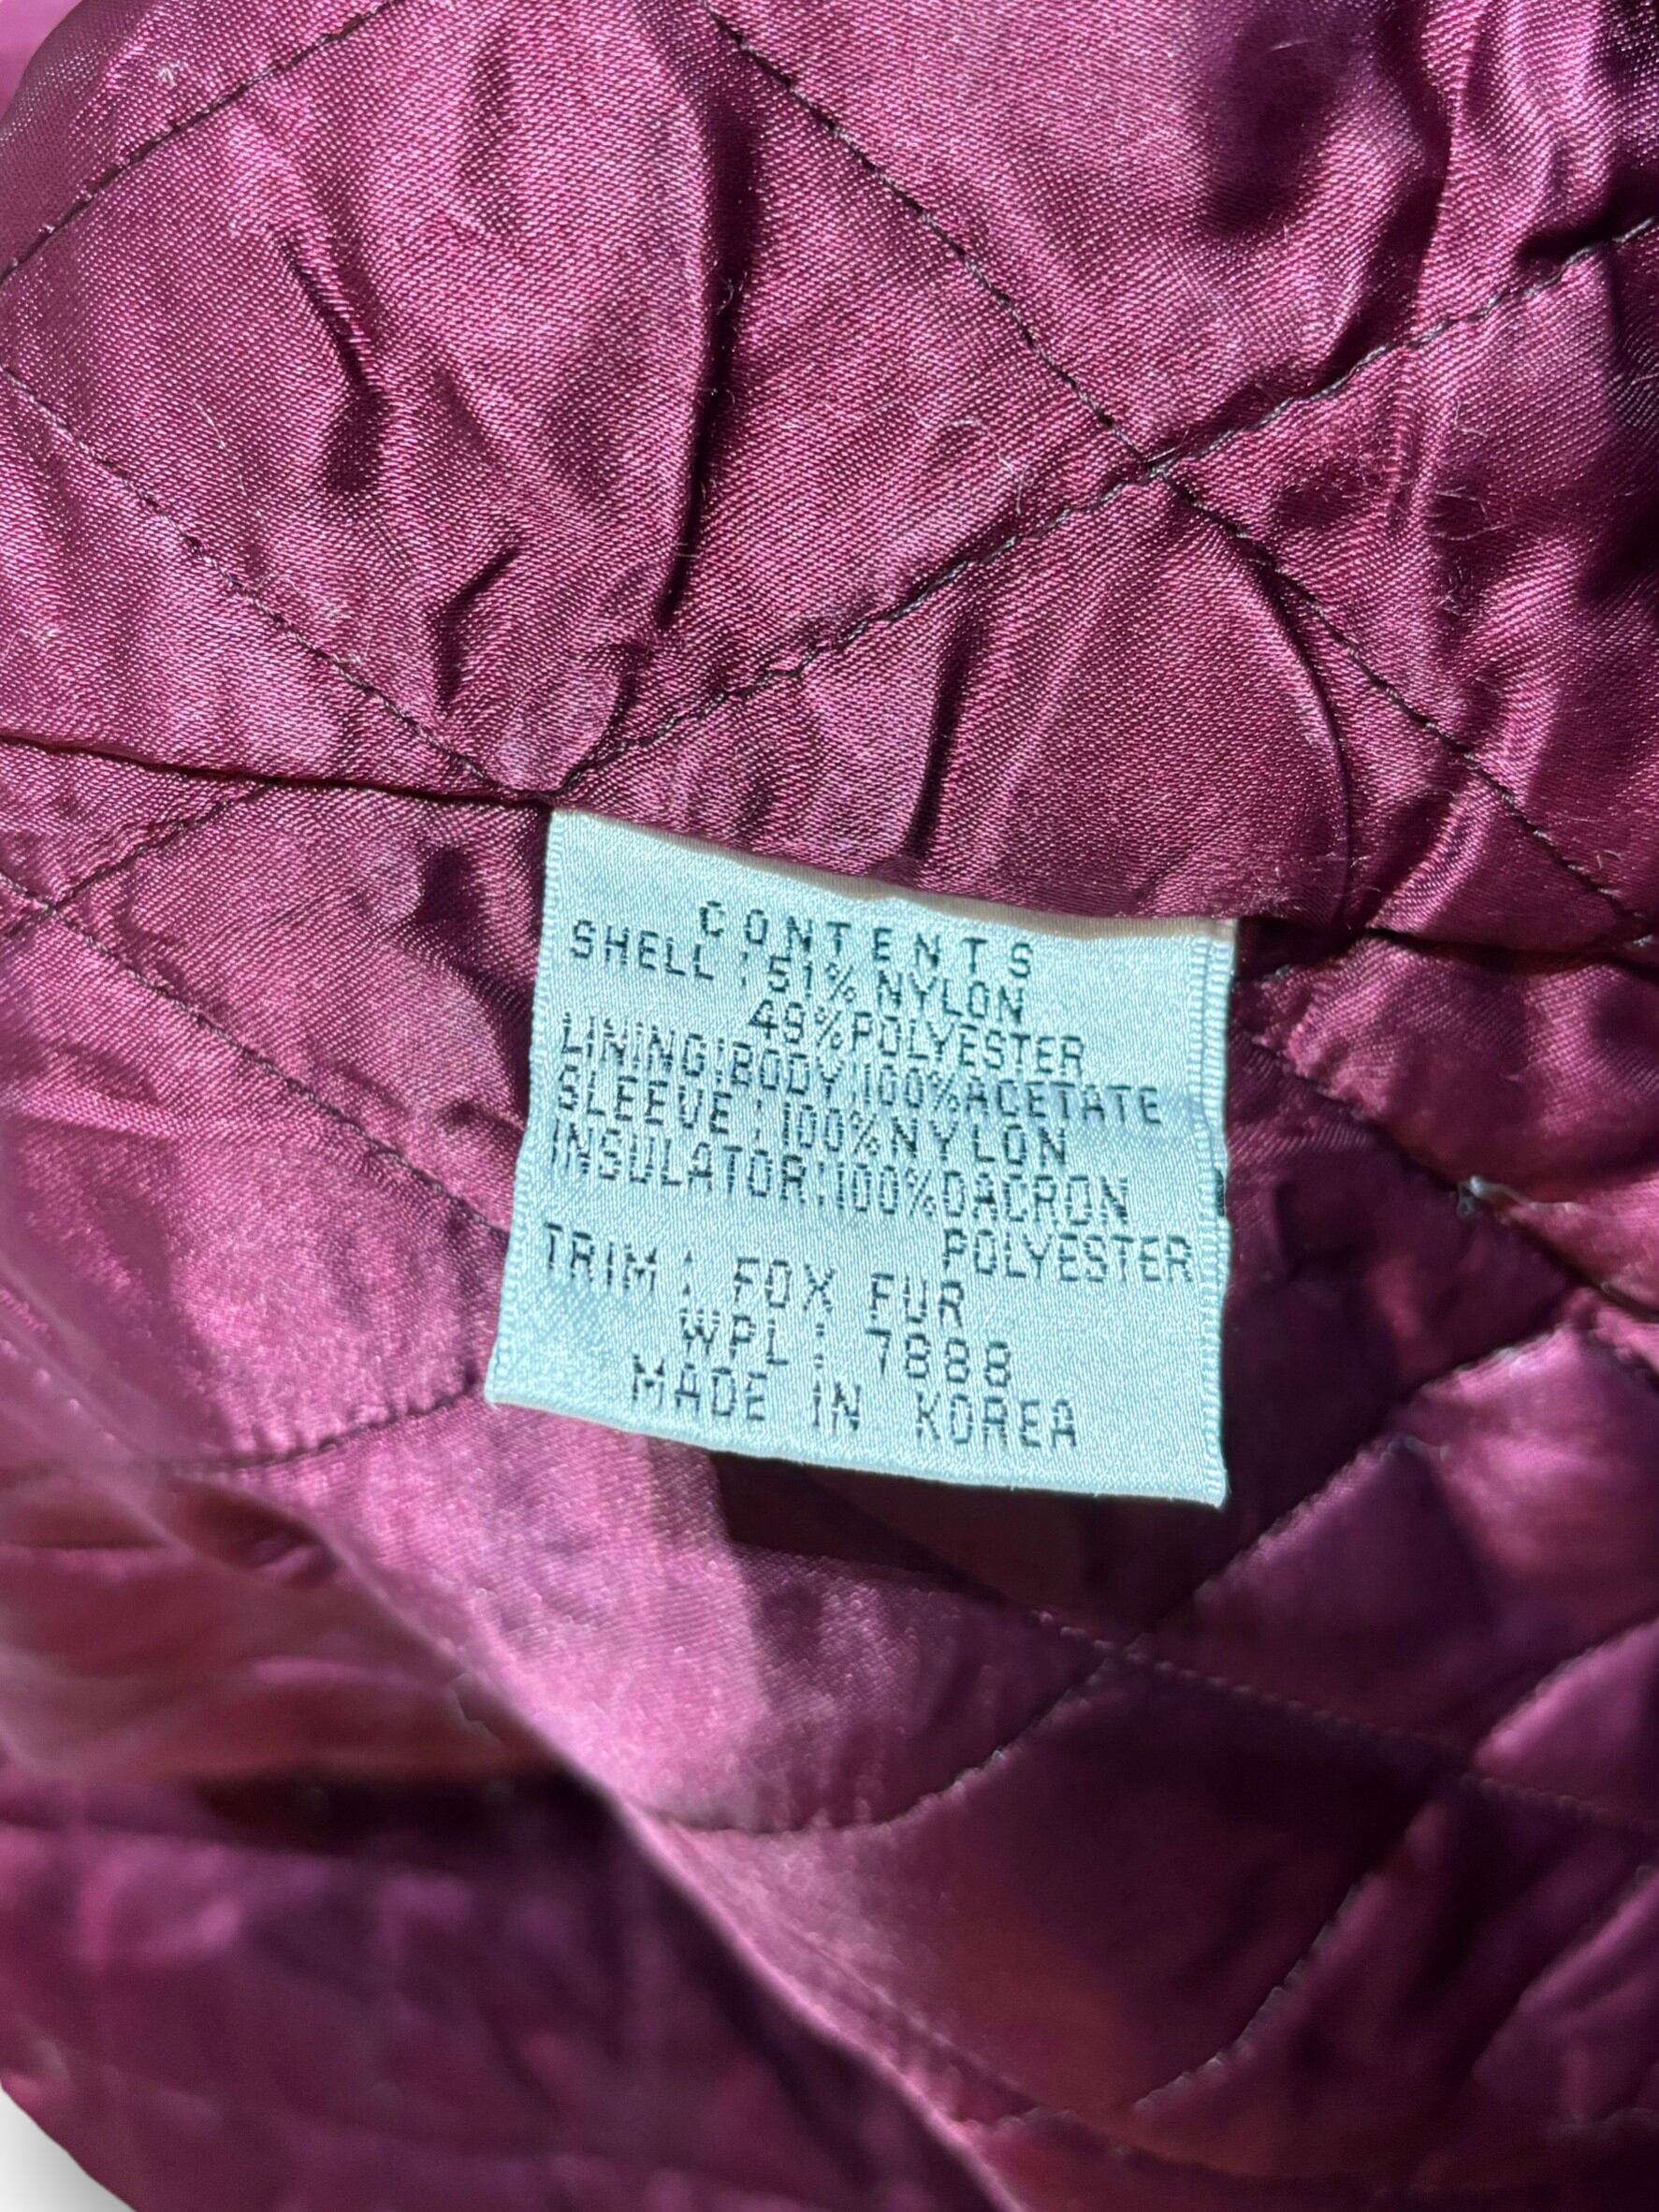 CONTENTS
SHELL : 51% NYLON
49% POLYESTER
LINING:BODY:100%ACETATE
SLEEVE : 100%NYLON
INSULATOR:100%DACRON
POLYESTER
TRIM : FOX FUR
WPL : 7888
MADE IN KOREA